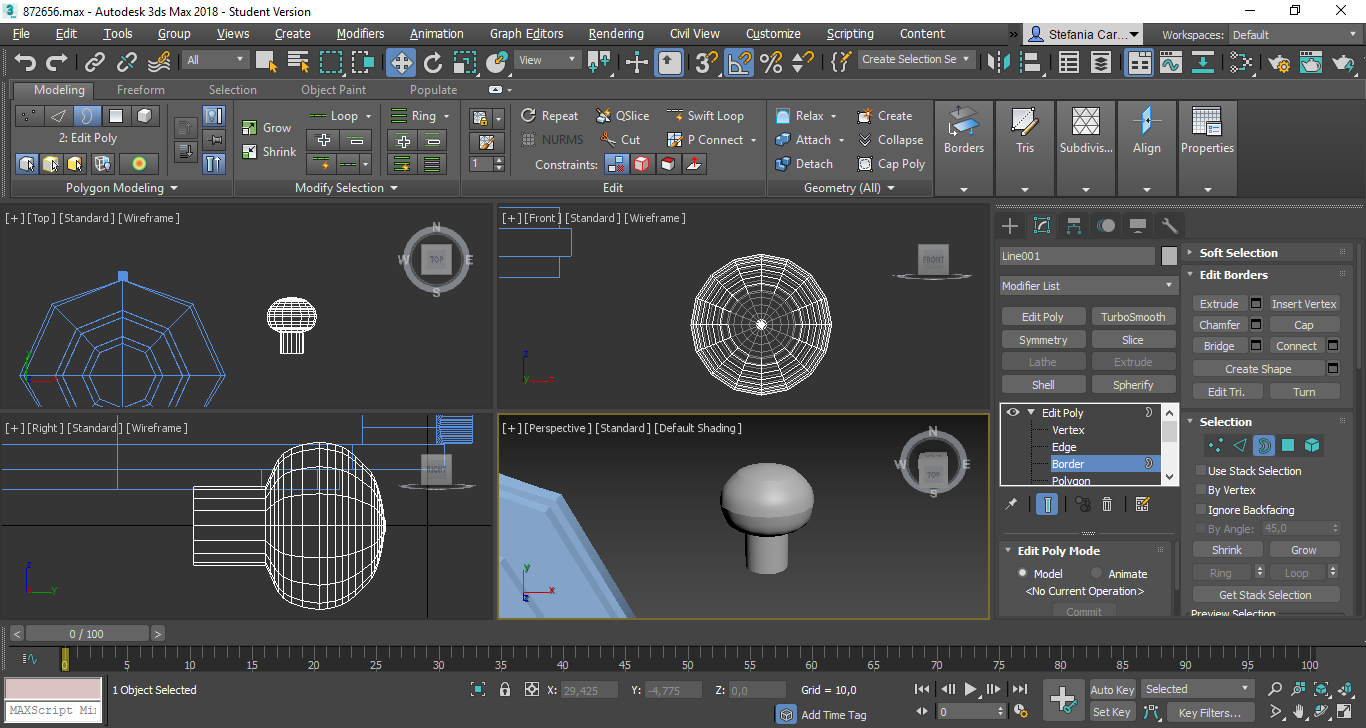 872656.max - Autodesk 3ds Max 2018 - Student Version
File Edit Tools Group Views Create Modifiers Animation Graph Editors Rendering Civil View Customize Scripting Content » Stefania Car... Workspaces: Default
All View Create Selection Se
Modeling Freeform Selection Object Paint Populate
Loop Ring Repeat QSlice Swift Loop Relax Create
Grow
2: Edit Poly NURMS Cut P Connect Attach Collapse Borders Tris Subdivis... Align Properties
Shrink
1 Constraints: Detach Cap Poly
Polygon Modeling Modify Selection Edit Geometry (All)
[+] [Top] [Standard] [Wireframe]
[+] [Front] [Standard] [Wireframe]
N
W TOP E
S
FRONT
z
y x
[+] [Right] [Standard] [Wireframe]
RIGHT
z
y
[+] [Perspective] [Standard] [Default Shading]
N
W TOP E
S
y
x
z
Line001
Modifier List
Edit Poly TurboSmooth
Symmetry Slice
Lathe Extrude
Shell Spherify
Edit Poly
Vertex
Edge
Border
Polygon
Edit Poly Mode
Model Animate
<No Current Operation>
Commit
Soft Selection
Edit Borders
Extrude Insert Vertex
Chamfer Cap
Bridge Connect
Create Shape
Edit Tri. Turn
Selection
Use Stack Selection
By Vertex
Ignore Backfacing
By Angle: 45,0
Shrink Grow
Ring Loop
Get Stack Selection
Preview Selection
< 0 / 100 >
0 5 10 15 20 25 30 35 40 45 50 55 60 65 70 75 80 85 90 95 100
1 Object Selected X: 29,425 Y: -4,775 Z: 0,0 Grid = 10,0 Auto Key Selected
MAXScript Mi Add Time Tag 0 Set Key Key Filters...